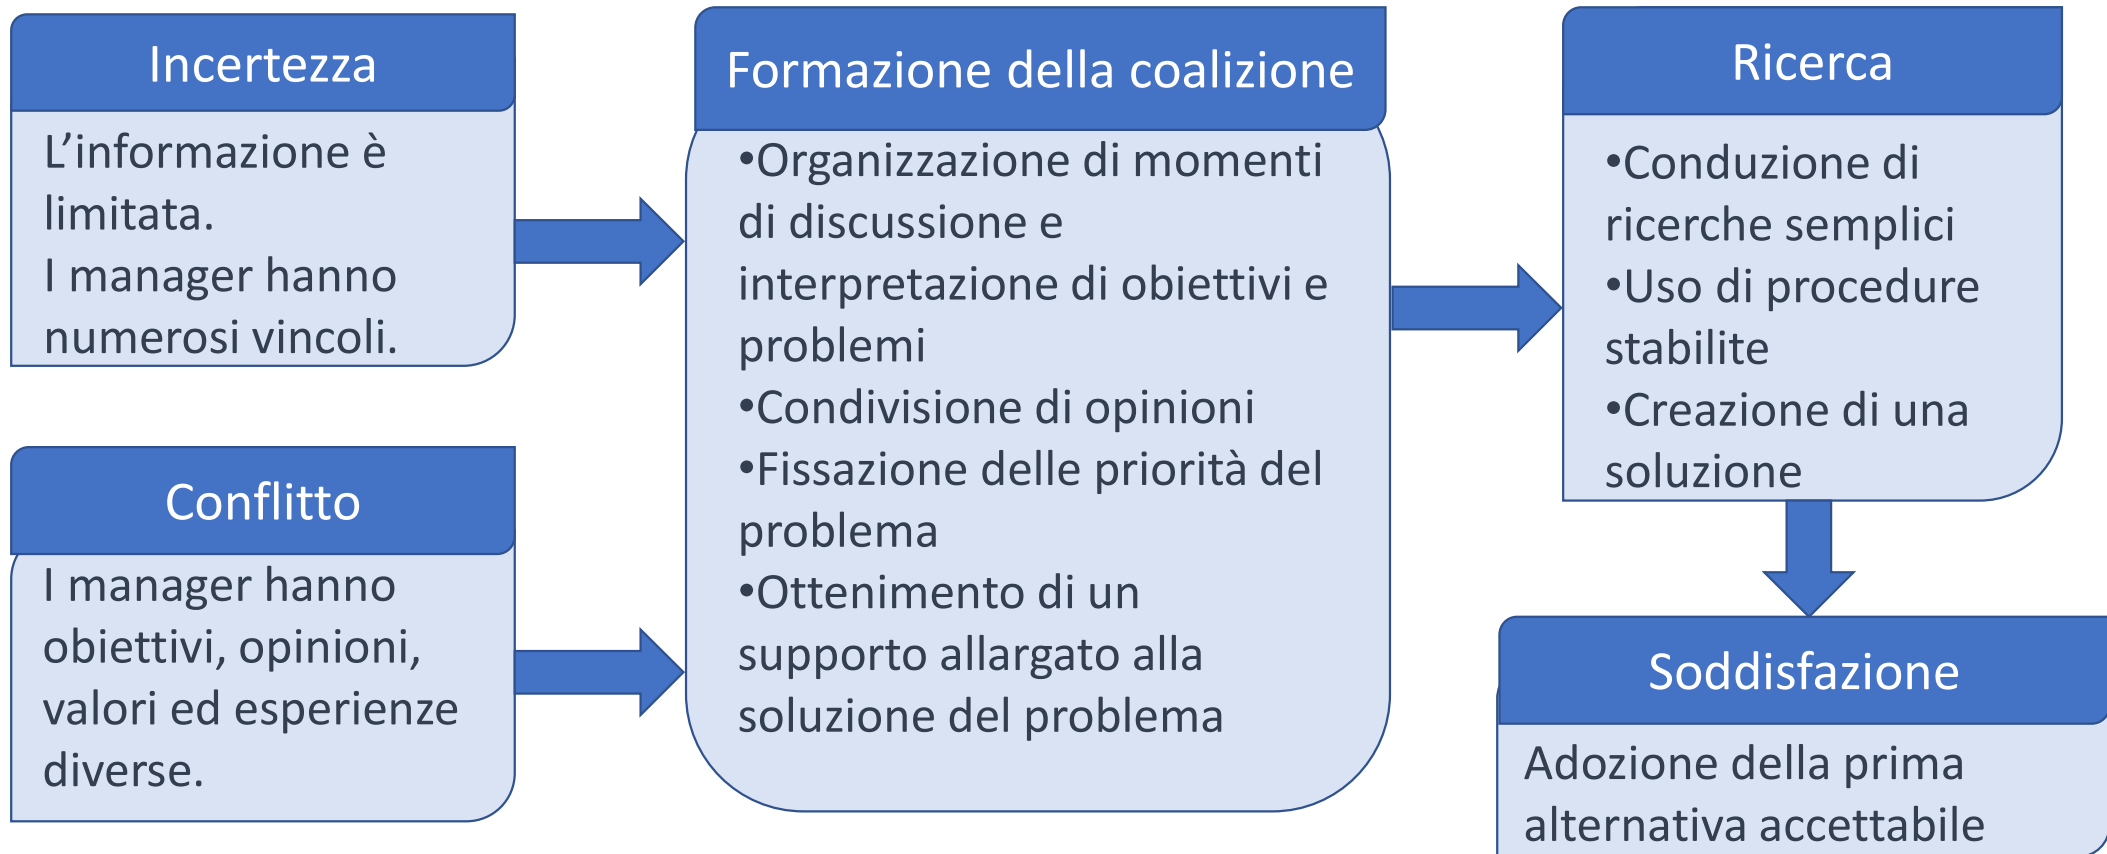 Incertezza
L’informazione è
limitata.
I manager hanno
numerosi vincoli.
Conflitto
I manager hanno
obiettivi, opinioni,
valori ed esperienze
diverse.
Formazione della coalizione
•Organizzazione di momenti
di discussione e
interpretazione di obiettivi e
problemi
•Condivisione di opinioni
•Fissazione delle priorità del
problema
•Ottenimento di un
supporto allargato alla
soluzione del problema
Ricerca
•Conduzione di
ricerche semplici
•Uso di procedure
stabilite
•Creazione di una
soluzione
Soddisfazione
Adozione della prima
alternativa accettabile